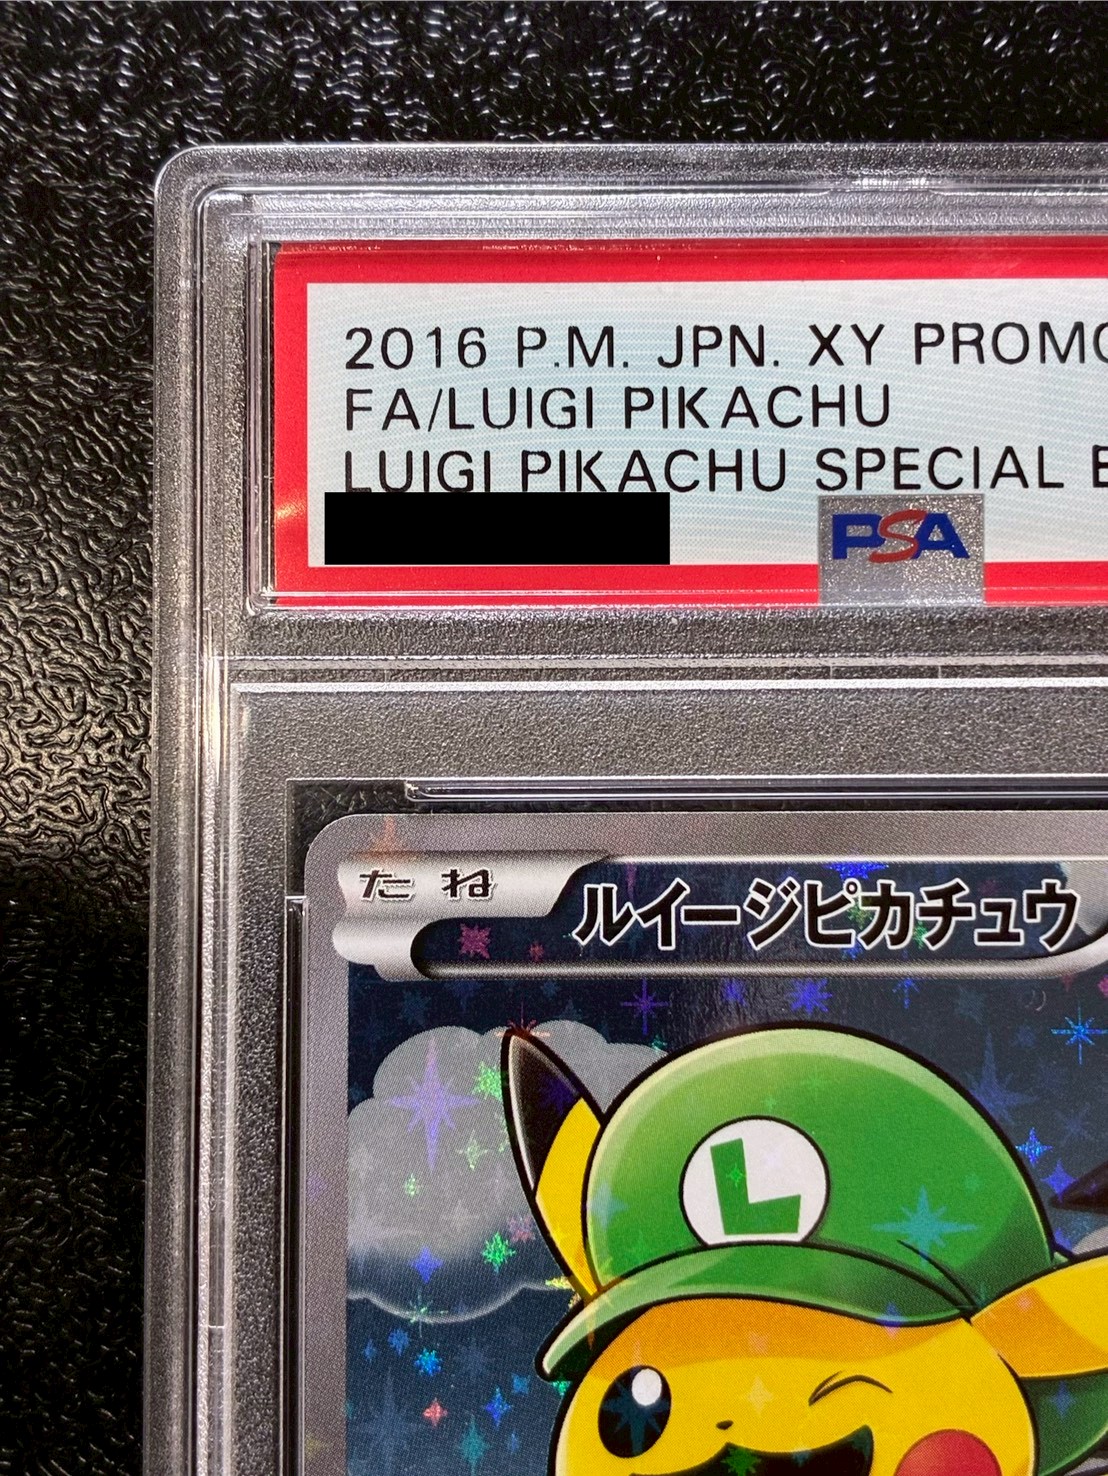 2016 P.M. JPN. XY PROMO
FA/LUIGI PIKACHU
LUIGI PIKACHU SPECIAL
PSA
たね
ルイージピカチュウ
L